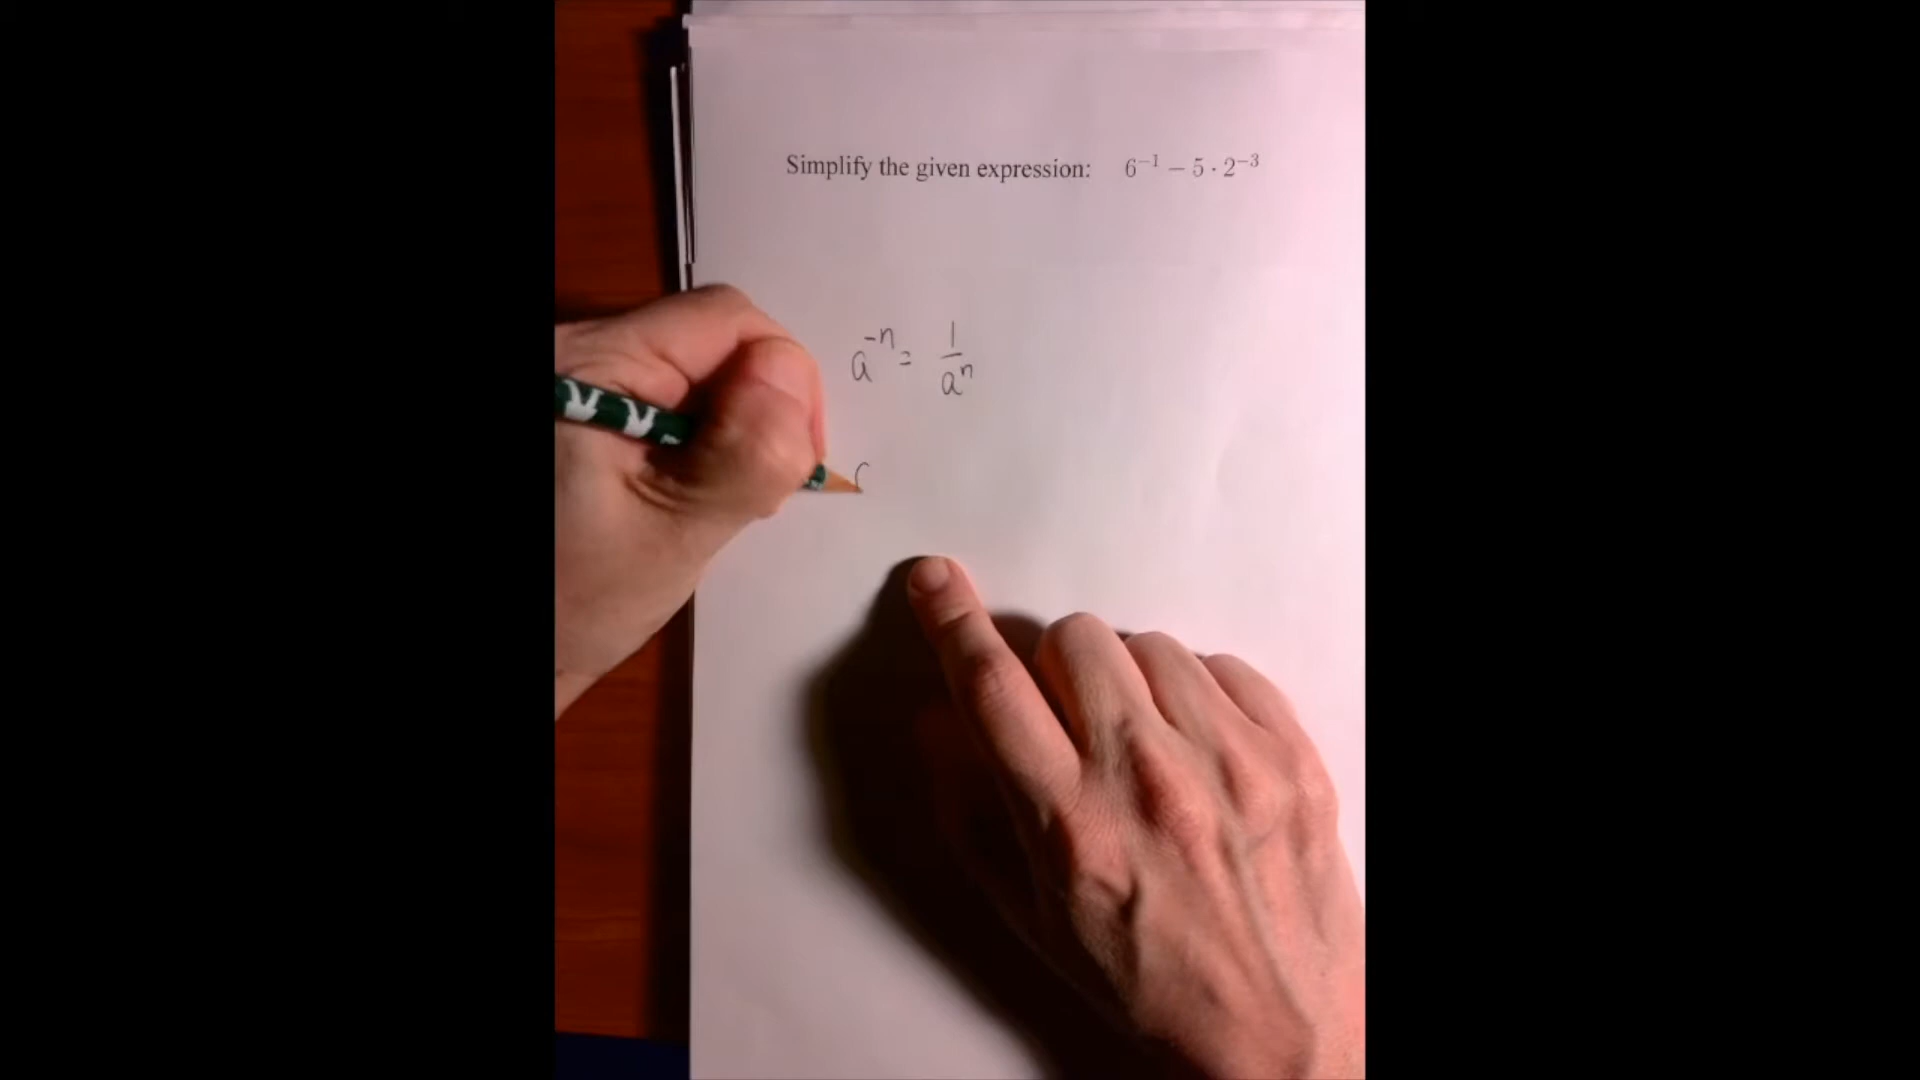 Simplify the given expression: 6⁻¹ − 5 · 2⁻³
a⁻ⁿ = 1/aⁿ